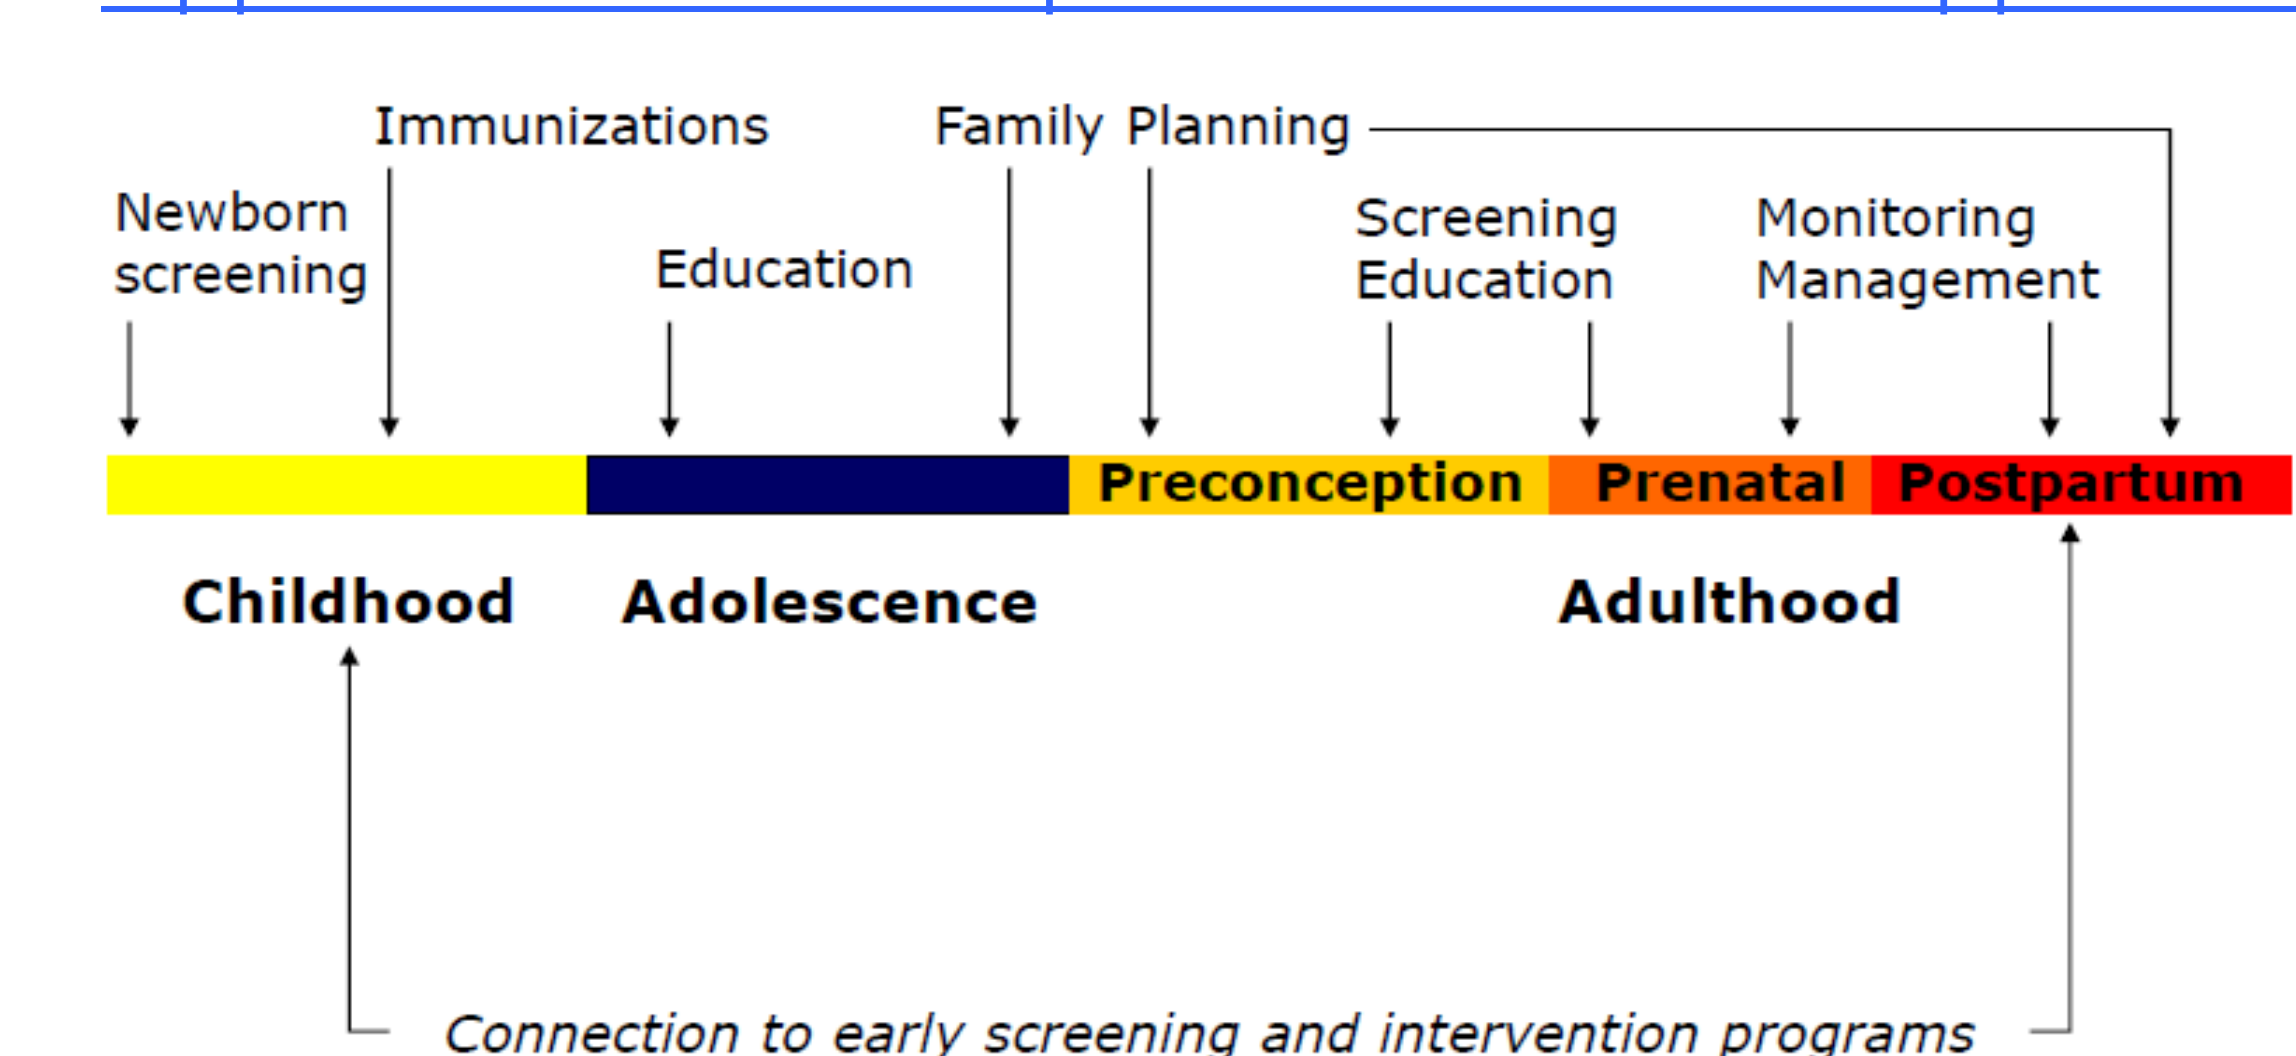 Immunizations
Family Planning
Newborn
screening
Education
Screening
Education
Monitoring
Management
Preconception
Prenatal
Postpartum
Childhood
Adolescence
Adulthood
Connection to early screening and intervention programs